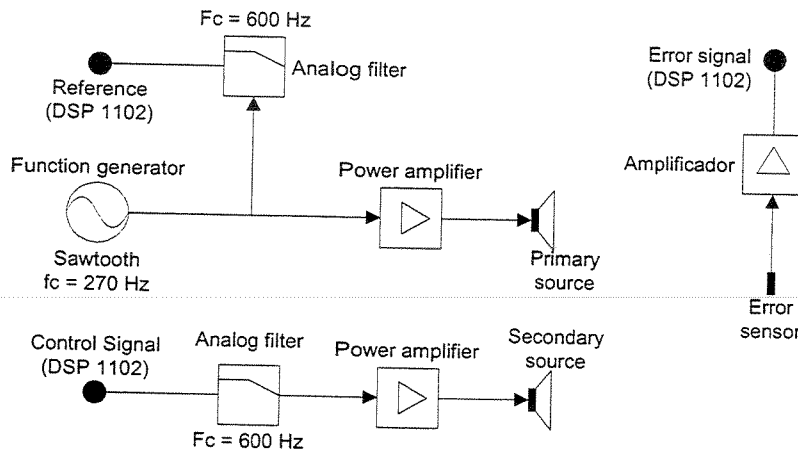 Fc = 600 Hz
Analog filter
Reference
(DSP 1102)
Error signal
(DSP 1102)
Function generator
Power amplifier
Amplificador
Sawtooth
fc = 270 Hz
Primary
source
Error
sensor
Control Signal
(DSP 1102)
Analog filter
Power amplifier
Secondary
source
Fc = 600 Hz